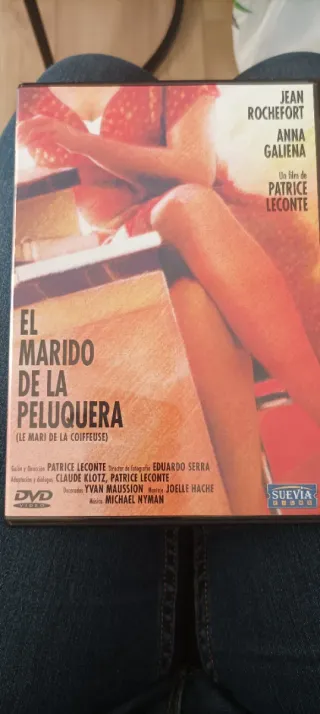 JEAN
ROCHEFORT
ANNA
GALIENA
Un film de
PATRICE
LECONTE
EL
MARIDO
DE LA
PELUQUERA
(LE MARI DE LA COIFFEUSE)
Guión y Dirección PATRICE LECONTE Director de Fotografía EDUARDO SERRA
Adaptación y diálogos CLAUDE KLOTZ, PATRICE LECONTE
Decorados YVAN MAUSSION Montaje JOELLE HACHE
Música MICHAEL NYMAN
DVD
VIDEO
SUEVIA